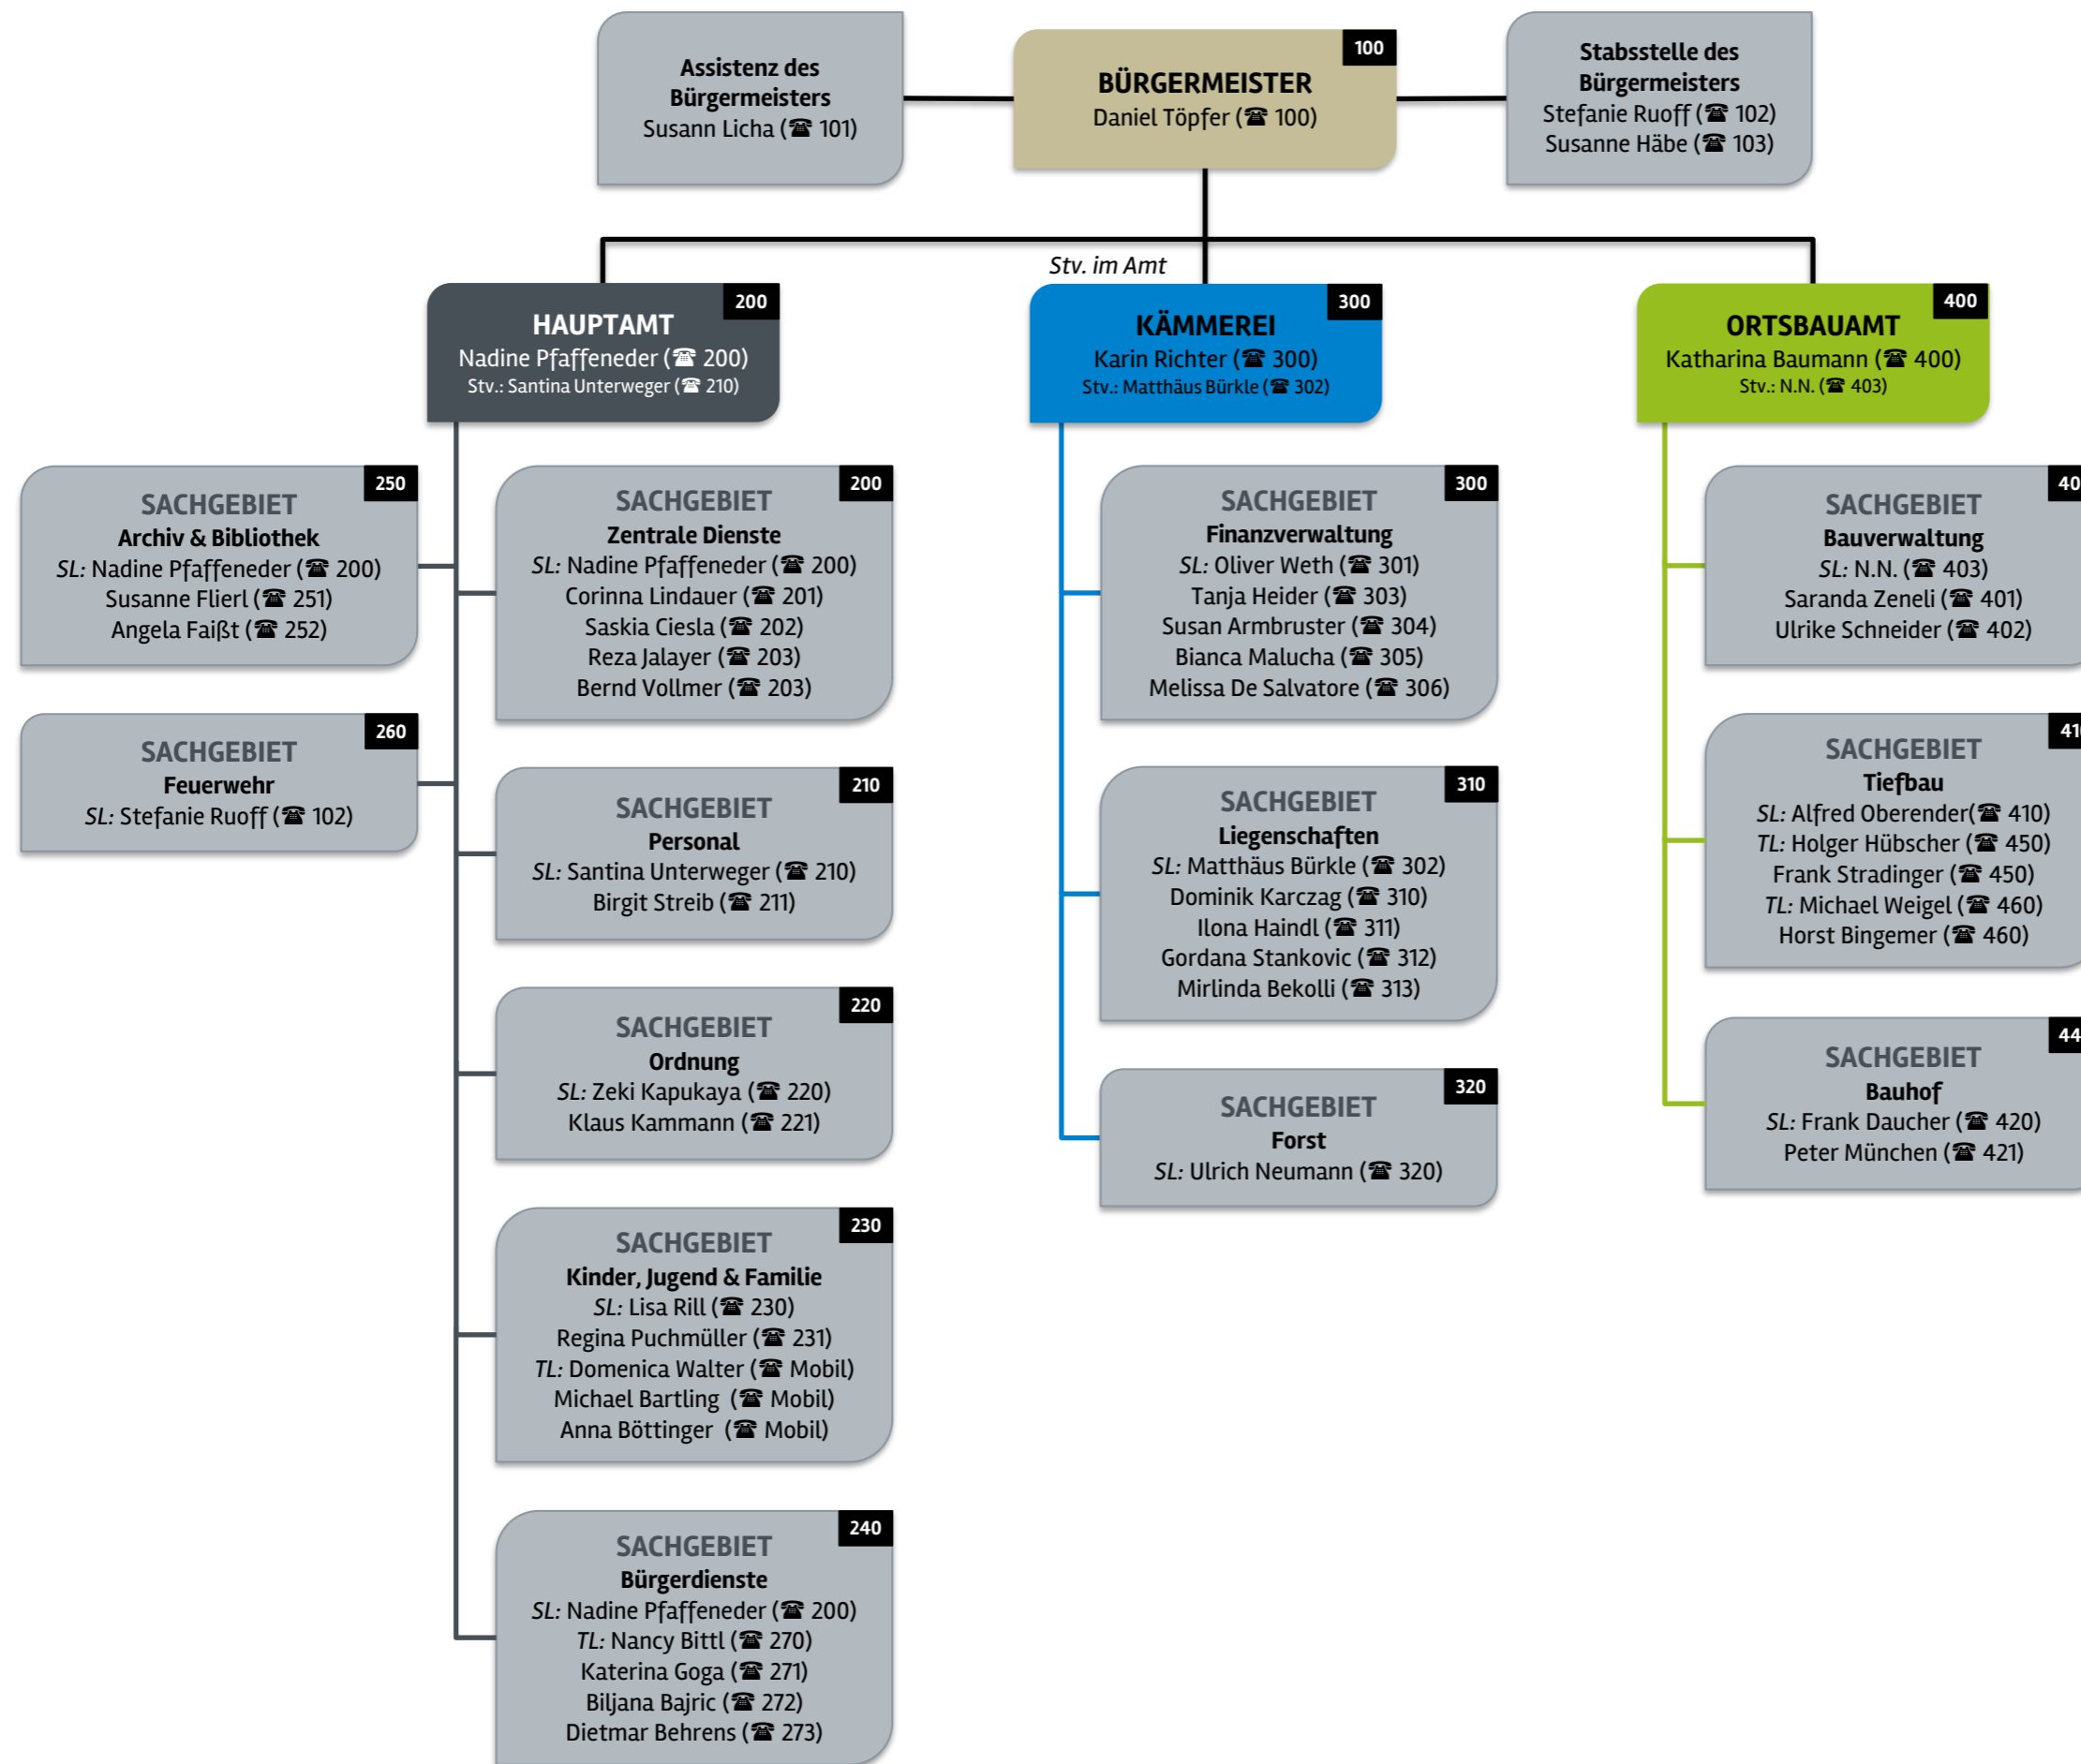 Assistenz des
Bürgermeisters
Susann Licha (☎ 101)
100
BÜRGERMEISTER
Daniel Töpfer (☎ 100)
Stabsstelle des
Bürgermeisters
Stefanie Ruoff (☎ 102)
Susanne Häbe (☎ 103)
Stv. im Amt
200
HAUPTAMT
Nadine Pfaffeneder (☎ 200)
Stv.: Santina Unterweger (☎ 210)
300
KÄMMEREI
Karin Richter (☎ 300)
Stv.: Matthäus Bürkle (☎ 302)
400
ORTSBAUAMT
Katharina Baumann (☎ 400)
Stv.: N.N. (☎ 403)
250
SACHGEBIET
Archiv & Bibliothek
SL: Nadine Pfaffeneder (☎ 200)
Susanne Flierl (☎ 251)
Angela Faißt (☎ 252)
260
SACHGEBIET
Feuerwehr
SL: Stefanie Ruoff (☎ 102)
200
SACHGEBIET
Zentrale Dienste
SL: Nadine Pfaffeneder (☎ 200)
Corinna Lindauer (☎ 201)
Saskia Ciesla (☎ 202)
Reza Jalayer (☎ 203)
Bernd Vollmer (☎ 203)
210
SACHGEBIET
Personal
SL: Santina Unterweger (☎ 210)
Birgit Streib (☎ 211)
220
SACHGEBIET
Ordnung
SL: Zeki Kapukaya (☎ 220)
Klaus Kammann (☎ 221)
230
SACHGEBIET
Kinder, Jugend & Familie
SL: Lisa Rill (☎ 230)
Regina Puchmüller (☎ 231)
TL: Domenica Walter (☎ Mobil)
Michael Bartling (☎ Mobil)
Anna Böttinger (☎ Mobil)
240
SACHGEBIET
Bürgerdienste
SL: Nadine Pfaffeneder (☎ 200)
TL: Nancy Bittl (☎ 270)
Katerina Goga (☎ 271)
Biljana Bajric (☎ 272)
Dietmar Behrens (☎ 273)
300
SACHGEBIET
Finanzverwaltung
SL: Oliver Weth (☎ 301)
Tanja Heider (☎ 303)
Susan Armbruster (☎ 304)
Bianca Malucha (☎ 305)
Melissa De Salvatore (☎ 306)
310
SACHGEBIET
Liegenschaften
SL: Matthäus Bürkle (☎ 302)
Dominik Karczag (☎ 310)
Ilona Haindl (☎ 311)
Gordana Stankovic (☎ 312)
Mirlinda Bekolli (☎ 313)
320
SACHGEBIET
Forst
SL: Ulrich Neumann (☎ 320)
SACHGEBIET
Bauverwaltung
SL: N.N. (☎ 403)
Saranda Zeneli (☎ 401)
Ulrike Schneider (☎ 402)
SACHGEBIET
Tiefbau
SL: Alfred Oberender(☎ 410)
TL: Holger Hübscher (☎ 450)
Frank Stradinger (☎ 450)
TL: Michael Weigel (☎ 460)
Horst Bingemer (☎ 460)
SACHGEBIET
Bauhof
SL: Frank Daucher (☎ 420)
Peter München (☎ 421)